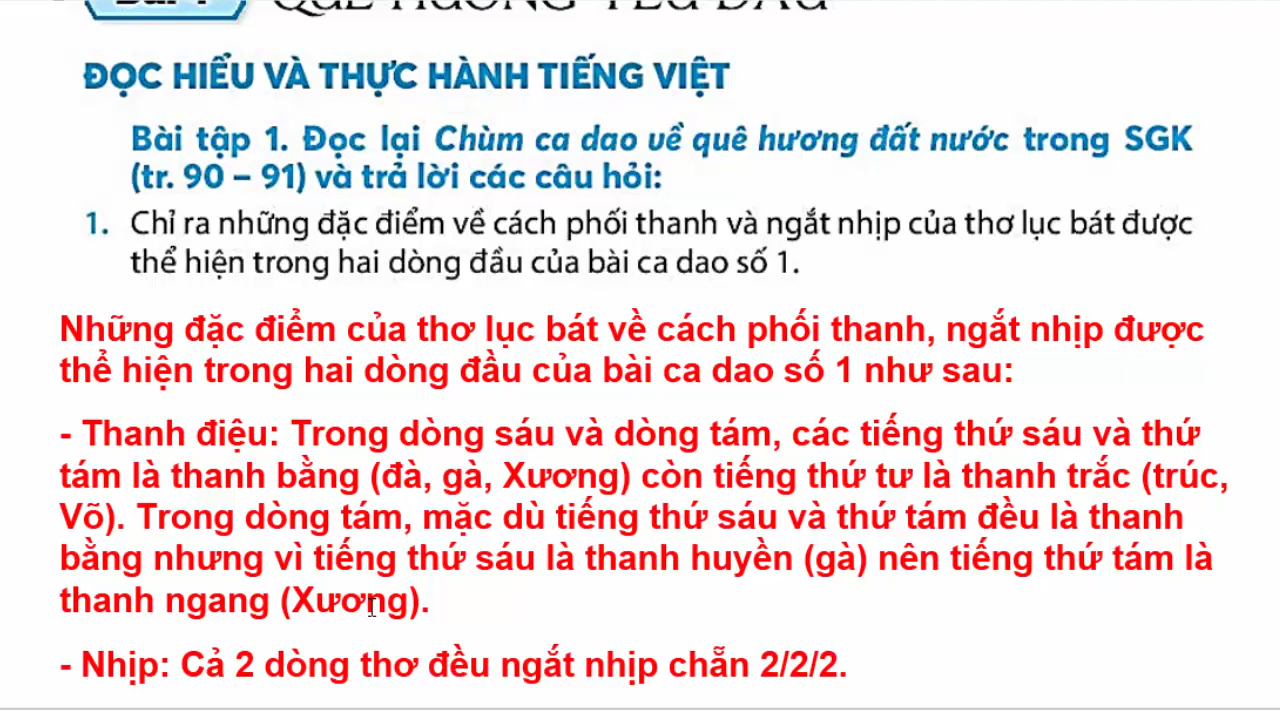 Bài 4 QUÊ HƯƠNG YÊU DẤU
ĐỌC HIỂU VÀ THỰC HÀNH TIẾNG VIỆT
Bài tập 1. Đọc lại Chùm ca dao về quê hương đất nước trong SGK
(tr. 90 – 91) và trả lời các câu hỏi:
1. Chỉ ra những đặc điểm về cách phối thanh và ngắt nhịp của thơ lục bát được
thể hiện trong hai dòng đầu của bài ca dao số 1.
Những đặc điểm của thơ lục bát về cách phối thanh, ngắt nhịp được
thể hiện trong hai dòng đầu của bài ca dao số 1 như sau:
- Thanh điệu: Trong dòng sáu và dòng tám, các tiếng thứ sáu và thứ
tám là thanh bằng (đà, gà, Xương) còn tiếng thứ tư là thanh trắc (trúc,
Võ). Trong dòng tám, mặc dù tiếng thứ sáu và thứ tám đều là thanh
bằng nhưng vì tiếng thứ sáu là thanh huyền (gà) nên tiếng thứ tám là
thanh ngang (Xương).
- Nhịp: Cả 2 dòng thơ đều ngắt nhịp chẵn 2/2/2.